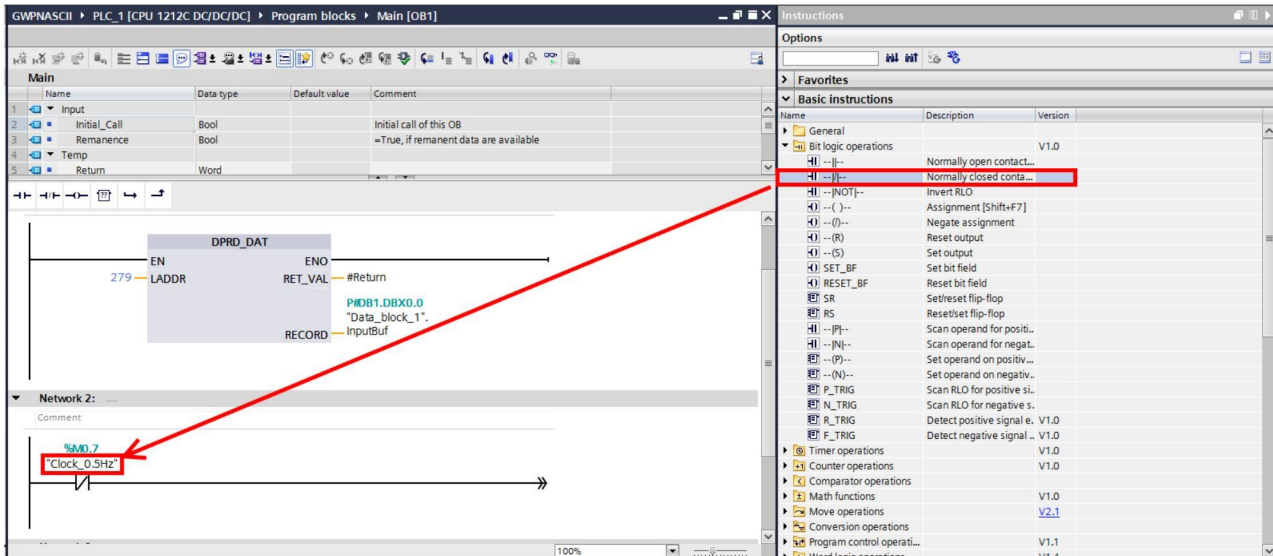 GWPNASCII ▸ PLC_1 [CPU 1212C DC/DC/DC] ▸ Program blocks ▸ Main [OB1]
Main
Name Data type Default value Comment
1 Input
2 Initial_Call Bool Initial call of this OB
3 Remanence Bool =True, if remanent data are available
4 Temp
5 Return Word
DPRD_DAT
EN ENO
279 LADDR RET_VAL #Return
P#DB1.DBX0.0
"Data_block_1".
RECORD InputBuf
Network 2: .....
Comment
%M0.7
"Clock_0.5Hz"
100%
Instructions
Options
Favorites
Basic instructions
Name Description Version
General
Bit logic operations V1.0
--||-- Normally open contact...
--|/|-- Normally closed conta...
--|NOT|-- Invert RLO
--( )-- Assignment [Shift+F7]
--(/)-- Negate assignment
--(R) Reset output
--(S) Set output
SET_BF Set bit field
RESET_BF Reset bit field
SR Set/reset flip-flop
RS Reset/set flip-flop
--|P|-- Scan operand for positi...
--|N|-- Scan operand for negat..
--(P)-- Set operand on positiv...
--(N)-- Set operand on negativ..
P_TRIG Scan RLO for positive si..
N_TRIG Scan RLO for negative s.
R_TRIG Detect positive signal e. V1.0
F_TRIG Detect negative signal .. V1.0
Timer operations V1.0
Counter operations V1.0
Comparator operations
Math functions V1.0
Move operations V2.1
Conversion operations
Program control operati... V1.1